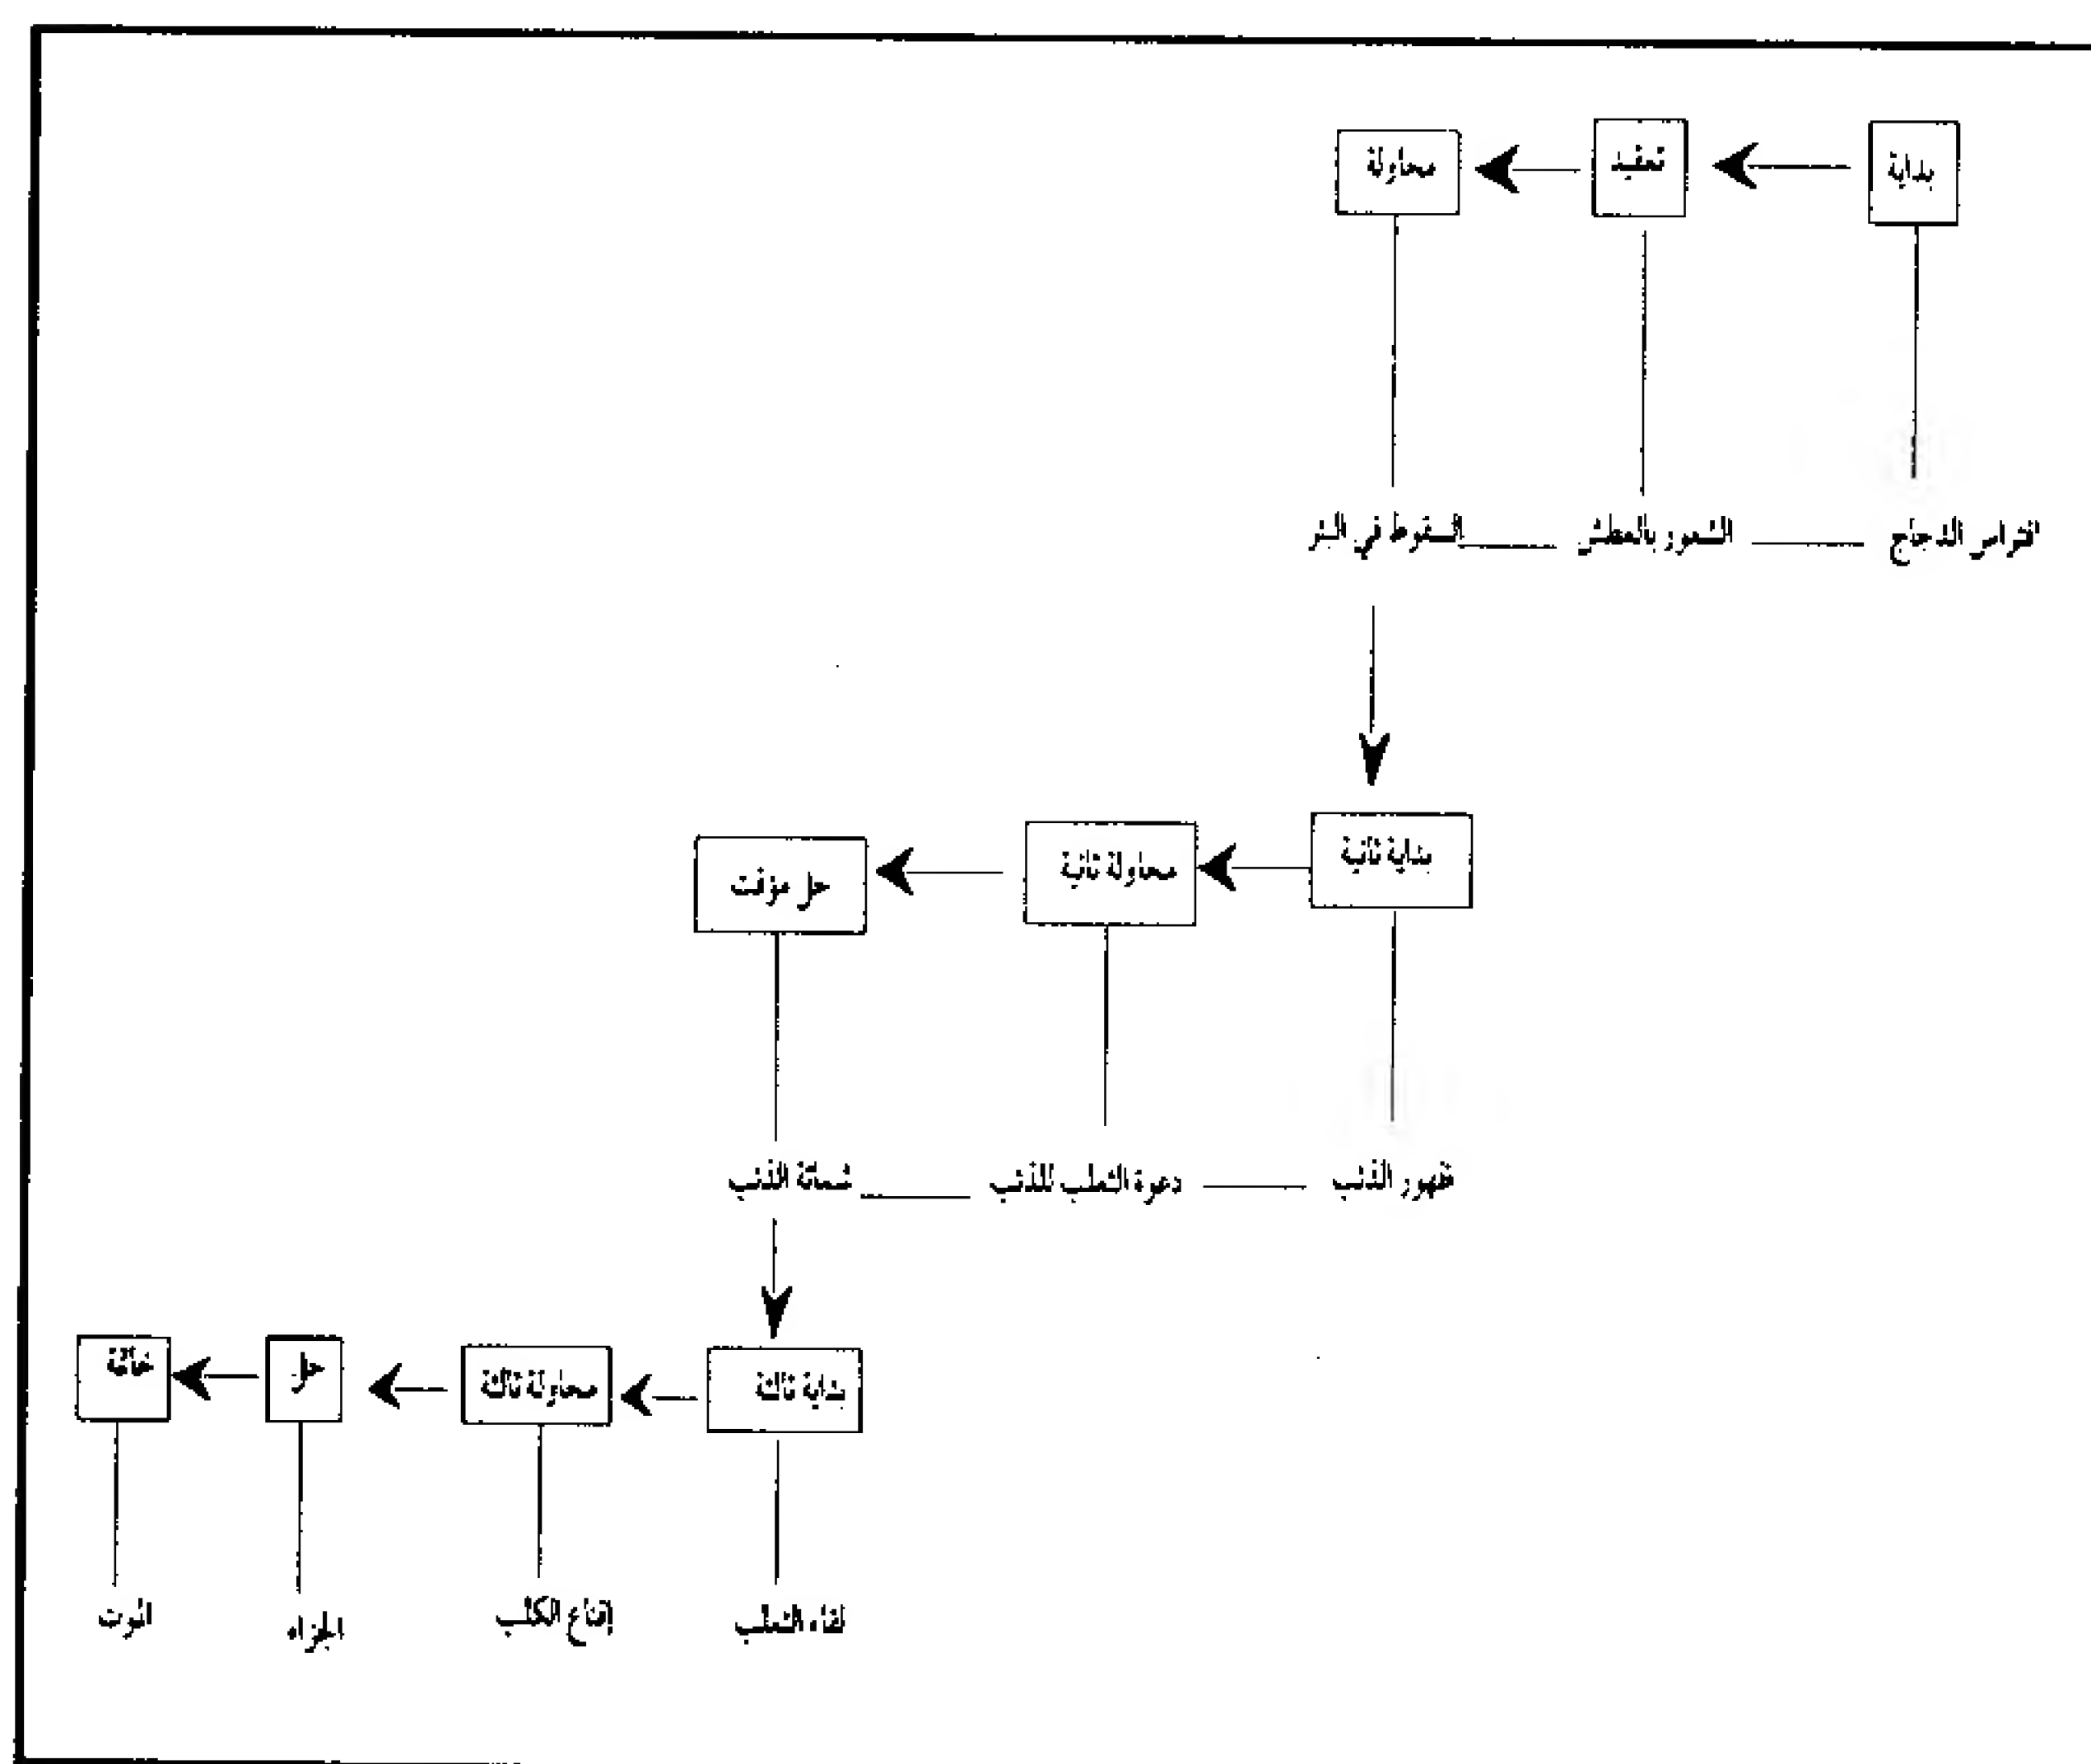 بداية تعقيد محاولة
افتراس الدجاج الشعور بالعطش السقوط في البئر
بداية ثانية محاولة ثانية حل مؤقت
ظهور الذئب دعوة الثعلب للذئب شماتة الذئب
بداية ثالثة محاولة ثالثة حل خاتمة
لقاء الثعلب إقناع الكلب الجزاء الموت